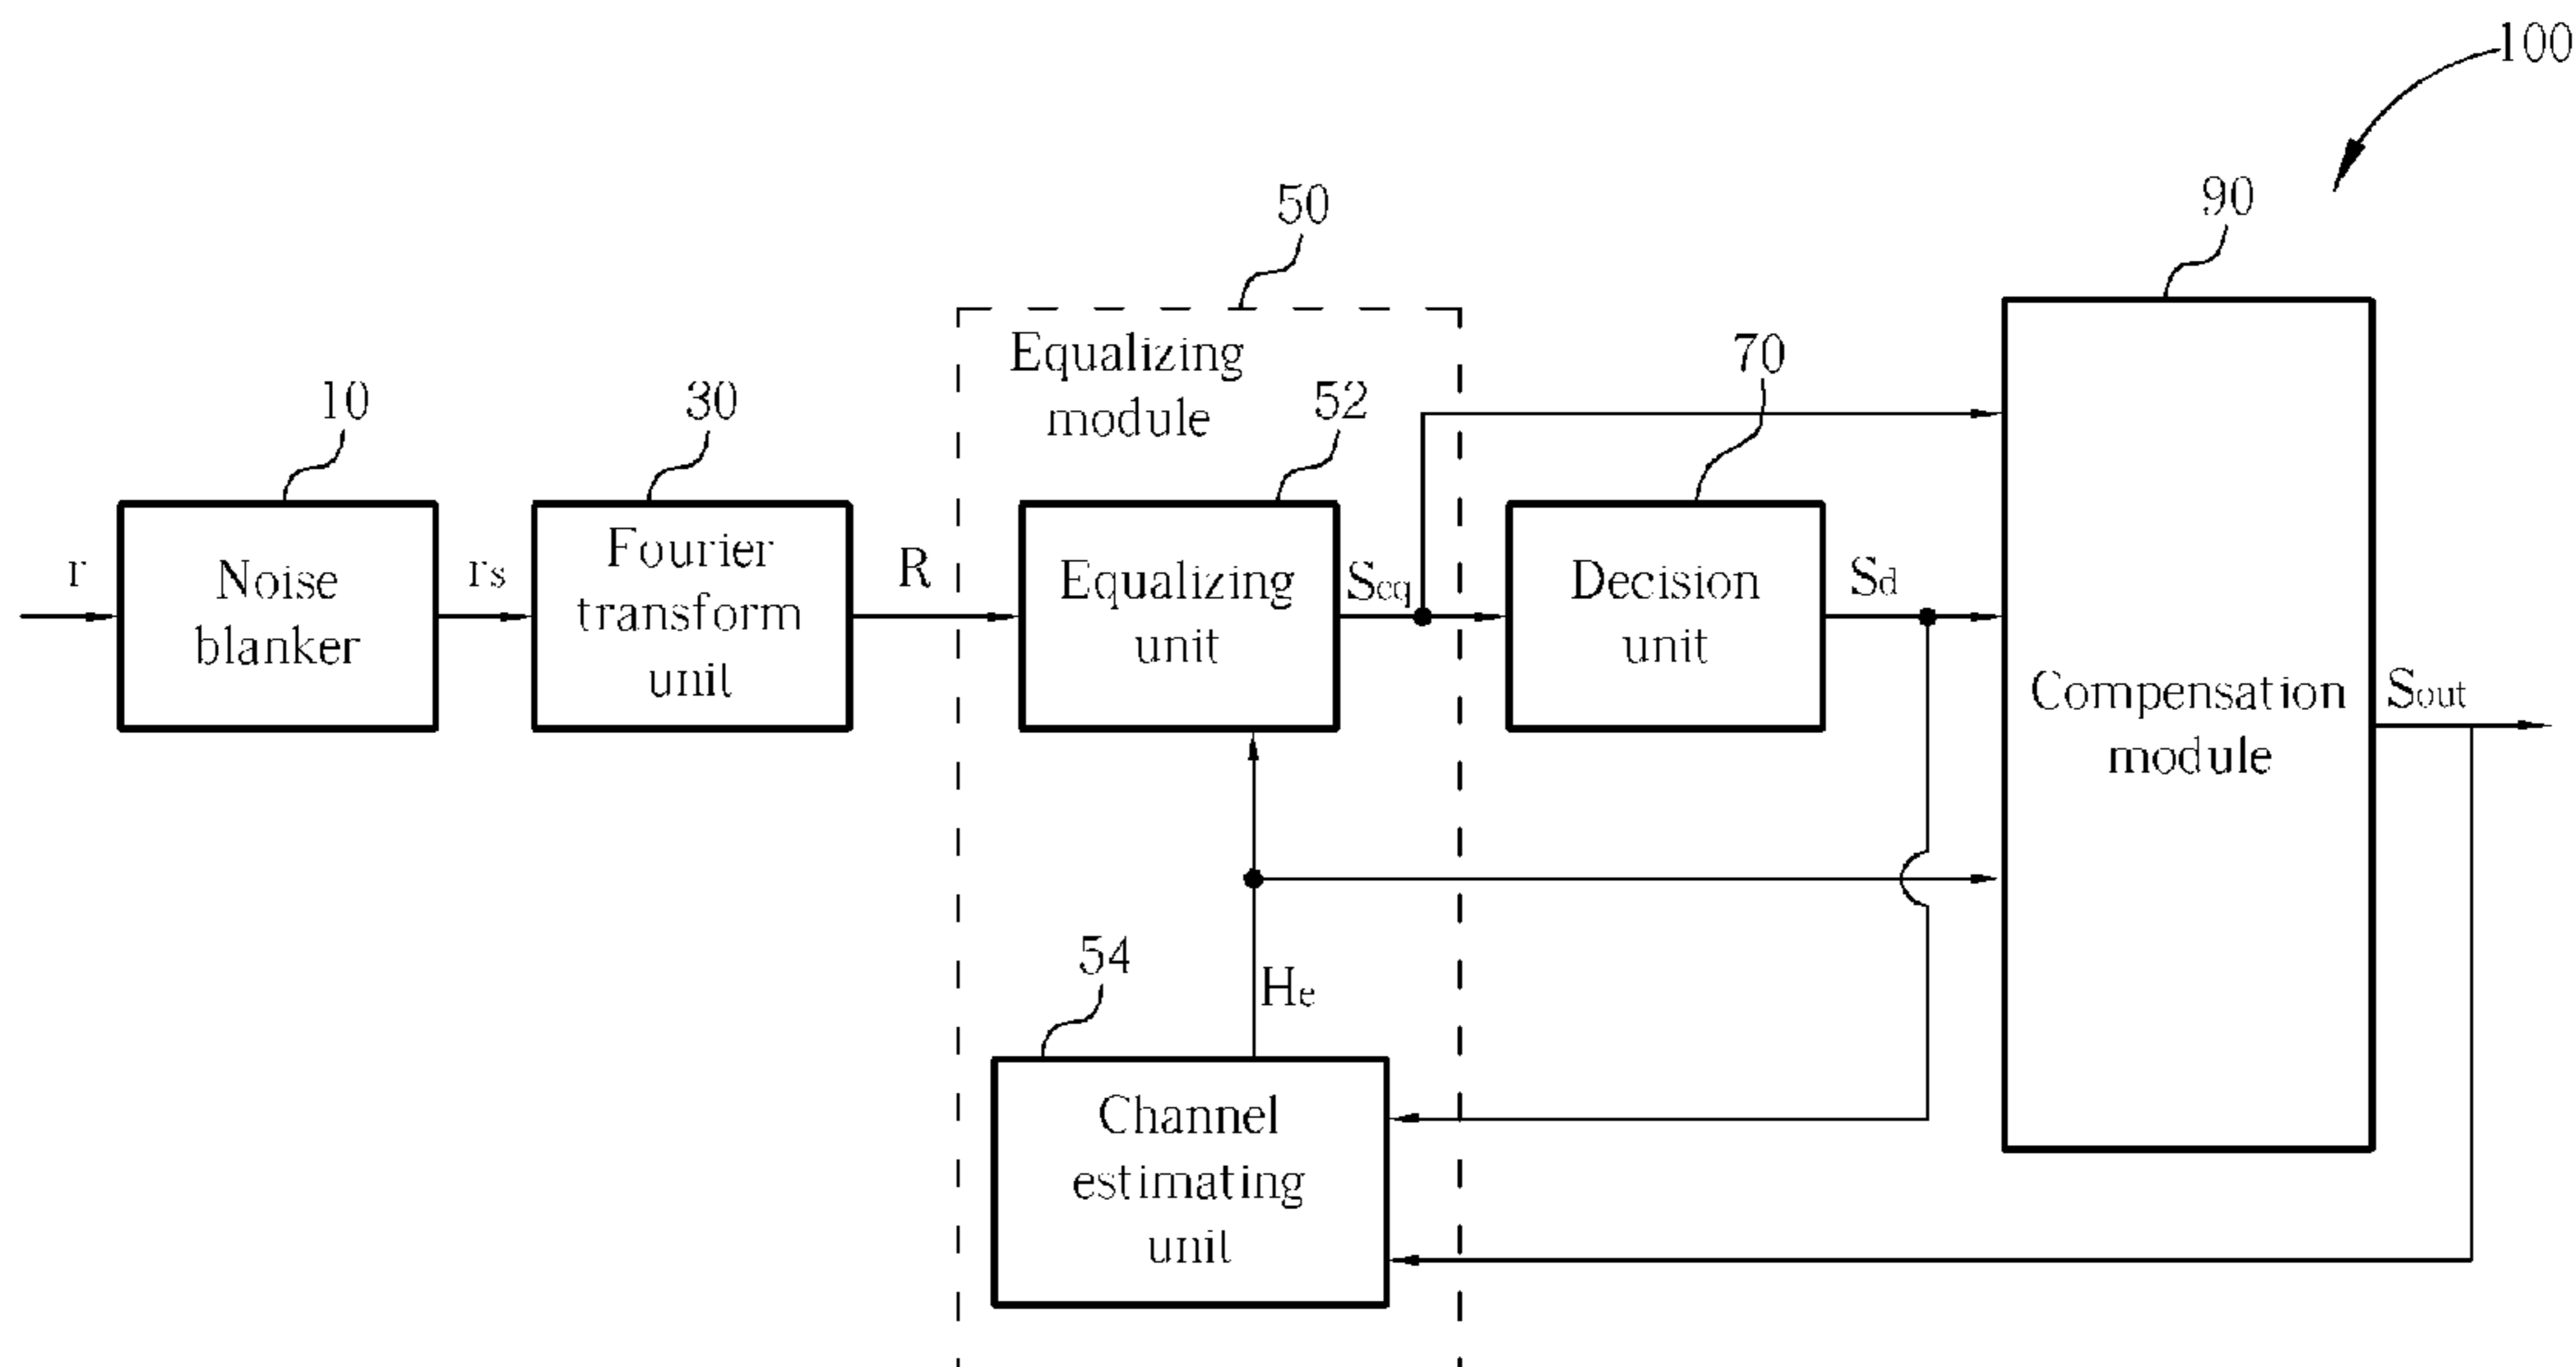 100
50
90
Equalizing
module
70
10
30
52
r
Noise
blanker
rs
Fourier
transform
unit
R
Equalizing
unit
Seq
Decision
unit
Sd
Compensation
module
Sout
54
He
Channel
estimating
unit